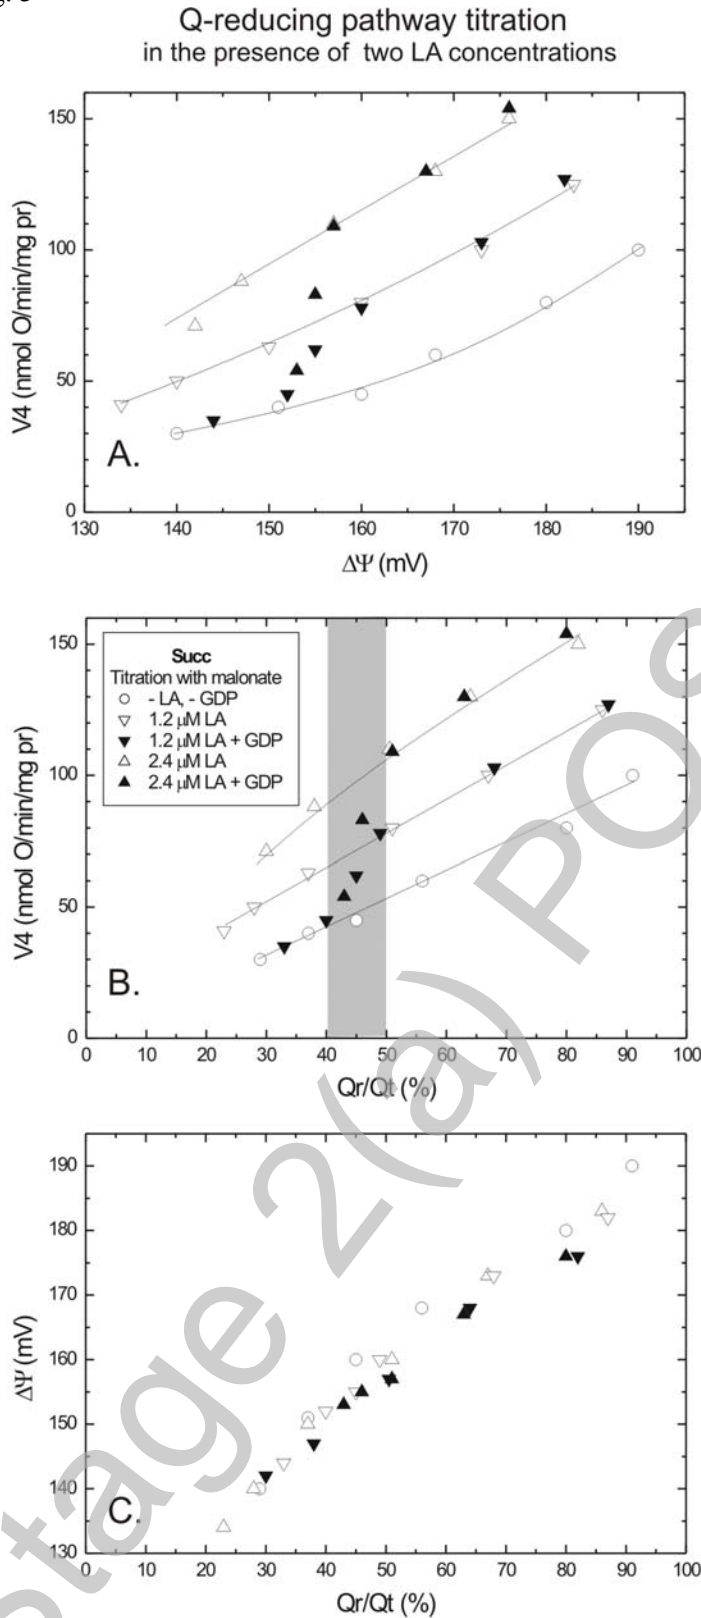 Q-reducing pathway titration
in the presence of two LA concentrations
150
100
50
0
130 140 150 160 170 180 190
V4 (nmol O/min/mg pr)
A.
ΔΨ (mV)
150
100
50
0
0 10 20 30 40 50 60 70 80 90 100
V4 (nmol O/min/mg pr)
Succ
Titration with malonate
- LA, - GDP
1.2 μM LA
1.2 μM LA + GDP
2.4 μM LA
2.4 μM LA + GDP
B.
Qr/Qt (%)
190
180
170
160
150
140
130
0 10 20 30 40 50 60 70 80 90 100
ΔΨ (mV)
C.
Qr/Qt (%)
tage 2(a) POS